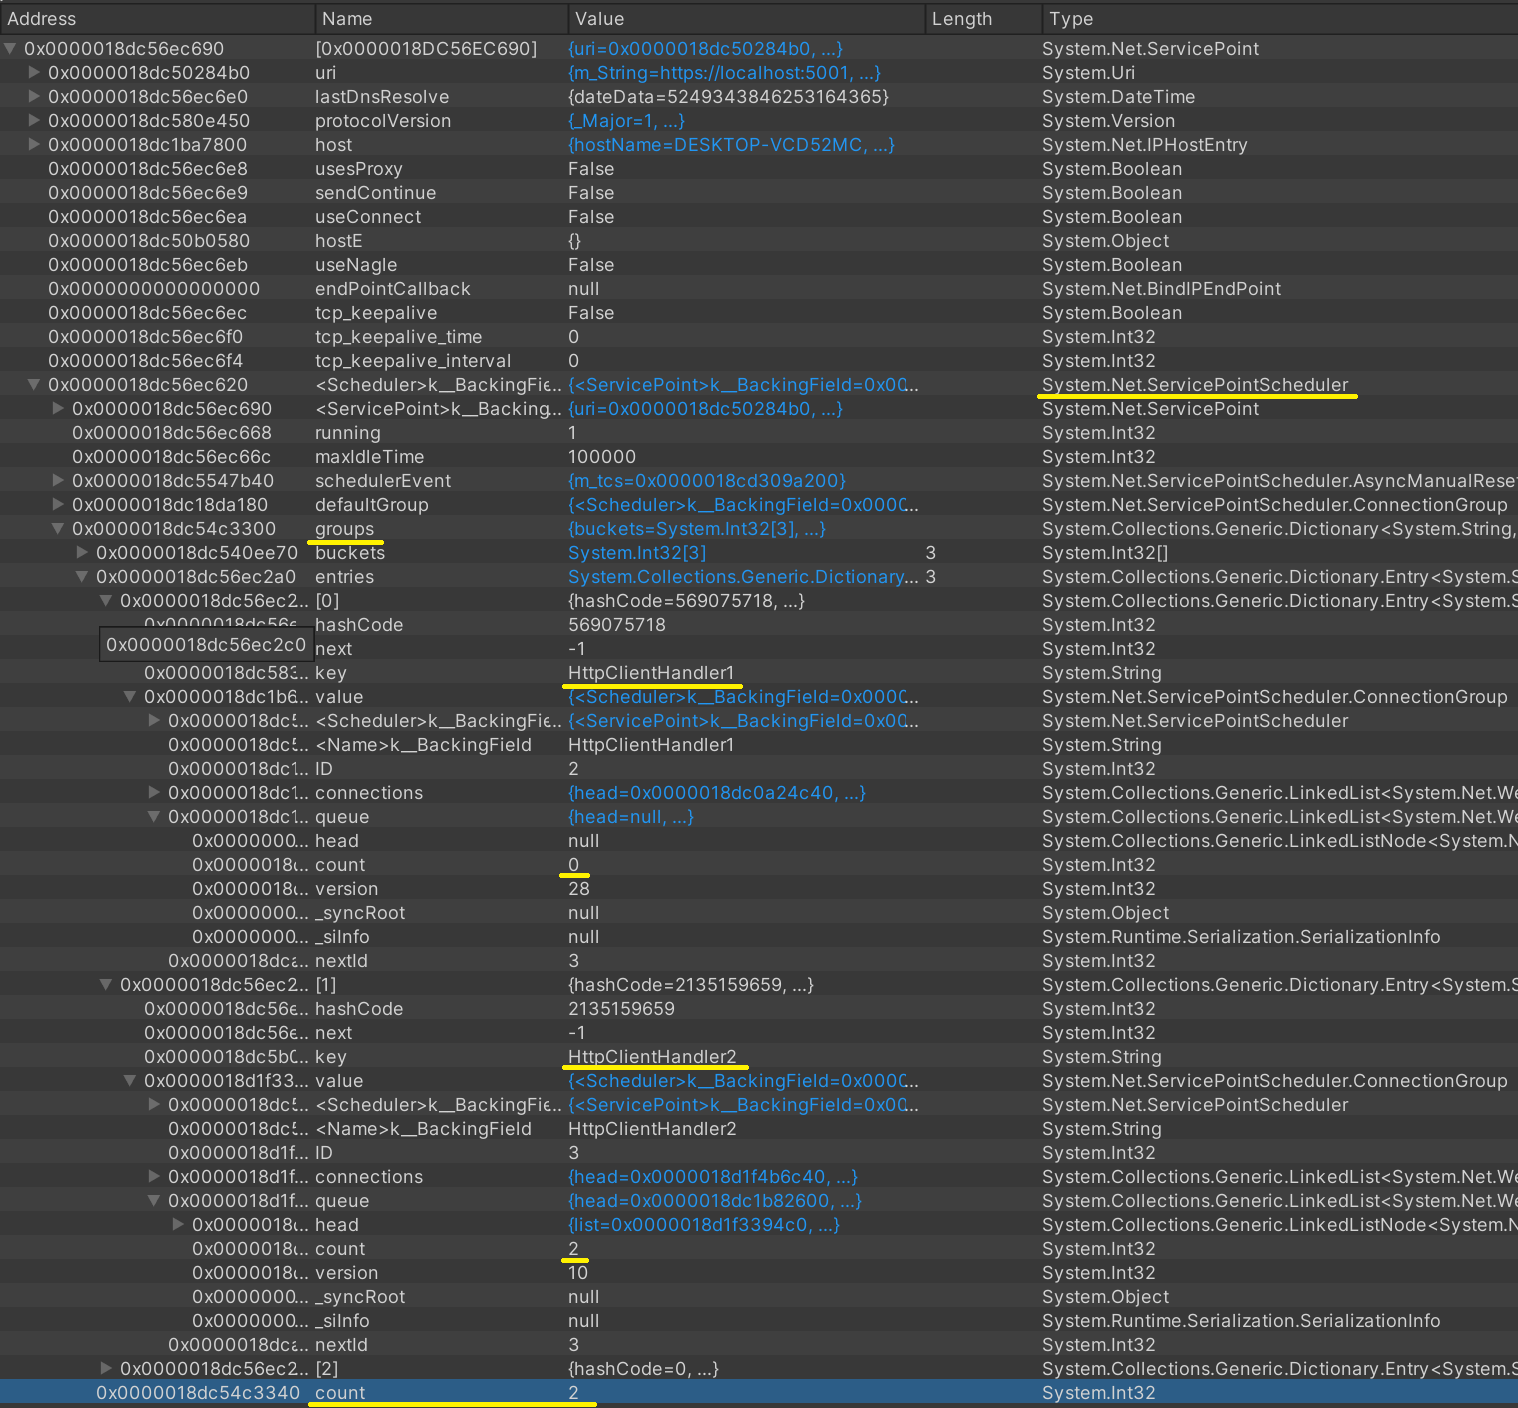 Address Name Value Length Type
0x0000018dc56ec690 [0x0000018DC56EC690] {uri=0x0000018dc50284b0, ...} System.Net.ServicePoint
0x0000018dc50284b0 uri {m_String=https://localhost:5001, ...} System.Uri
0x0000018dc56ec6e0 lastDnsResolve {dateData=5249343846253164365} System.DateTime
0x0000018dc580e450 protocolVersion {_Major=1, ...} System.Version
0x0000018dc1ba7800 host {hostName=DESKTOP-VCD52MC, ...} System.Net.IPHostEntry
0x0000018dc56ec6e8 usesProxy False System.Boolean
0x0000018dc56ec6e9 sendContinue False System.Boolean
0x0000018dc56ec6ea useConnect False System.Boolean
0x0000018dc50b0580 hostE {} System.Object
0x0000018dc56ec6eb useNagle False System.Boolean
0x0000000000000000 endPointCallback null System.Net.BindIPEndPoint
0x0000018dc56ec6ec tcp_keepalive False System.Boolean
0x0000018dc56ec6f0 tcp_keepalive_time 0 System.Int32
0x0000018dc56ec6f4 tcp_keepalive_interval 0 System.Int32
0x0000018dc56ec620 <Scheduler>k__BackingFie... {<ServicePoint>k__BackingField=0x00... System.Net.ServicePointScheduler
0x0000018dc56ec690 <ServicePoint>k__Backing... {uri=0x0000018dc50284b0, ...} System.Net.ServicePoint
0x0000018dc56ec668 running 1 System.Int32
0x0000018dc56ec66c maxIdleTime 100000 System.Int32
0x0000018dc5547b40 schedulerEvent {m_tcs=0x0000018cd309a200} System.Net.ServicePointScheduler.AsyncManualRese
0x0000018dc18da180 defaultGroup {<Scheduler>k__BackingField=0x0000... System.Net.ServicePointScheduler.ConnectionGroup
0x0000018dc54c3300 groups {buckets=System.Int32[3], ...} System.Collections.Generic.Dictionary<System.String,
0x0000018dc540ee70 buckets System.Int32[3] 3 System.Int32[]
0x0000018dc56ec2a0 entries System.Collections.Generic.Dictionary... 3 System.Collections.Generic.Dictionary.Entry<System.S
0x0000018dc56ec2... [0] {hashCode=569075718, ...} System.Collections.Generic.Dictionary.Entry<System.S
0x0000018dc56e... hashCode 569075718 System.Int32
0x0000018dc56ec2c0 next -1 System.Int32
0x0000018dc583... key HttpClientHandler1 System.String
0x0000018dc1b6... value {<Scheduler>k__BackingField=0x0000... System.Net.ServicePointScheduler.ConnectionGroup
0x0000018dc5... <Scheduler>k__BackingFie... {<ServicePoint>k__BackingField=0x00... System.Net.ServicePointScheduler
0x0000018dc5... <Name>k__BackingField HttpClientHandler1 System.String
0x0000018dc1... ID 2 System.Int32
0x0000018dc1... connections {head=0x0000018dc0a24c40, ...} System.Collections.Generic.LinkedList<System.Net.We
0x0000018dc1... queue {head=null, ...} System.Collections.Generic.LinkedList<System.Net.We
0x0000000... head null System.Collections.Generic.LinkedListNode<System.N
0x0000018... count 0 System.Int32
0x0000018... version 28 System.Int32
0x0000000... _syncRoot null System.Object
0x0000000... _siInfo null System.Runtime.Serialization.SerializationInfo
0x0000018dca... nextId 3 System.Int32
0x0000018dc56ec2... [1] {hashCode=2135159659, ...} System.Collections.Generic.Dictionary.Entry<System.S
0x0000018dc56e... hashCode 2135159659 System.Int32
0x0000018dc56e... next -1 System.Int32
0x0000018dc5b0... key HttpClientHandler2 System.String
0x0000018d1f33... value {<Scheduler>k__BackingField=0x0000... System.Net.ServicePointScheduler.ConnectionGroup
0x0000018dc5... <Scheduler>k__BackingFie... {<ServicePoint>k__BackingField=0x00... System.Net.ServicePointScheduler
0x0000018dc5... <Name>k__BackingField HttpClientHandler2 System.String
0x0000018d1f... ID 3 System.Int32
0x0000018d1f... connections {head=0x0000018d1f4b6c40, ...} System.Collections.Generic.LinkedList<System.Net.We
0x0000018d1f... queue {head=0x0000018dc1b82600, ...} System.Collections.Generic.LinkedList<System.Net.We
0x0000018... head {list=0x0000018d1f3394c0, ...} System.Collections.Generic.LinkedListNode<System.N
0x0000018... count 2 System.Int32
0x0000018... version 10 System.Int32
0x0000000... _syncRoot null System.Object
0x0000000... _siInfo null System.Runtime.Serialization.SerializationInfo
0x0000018dca... nextId 3 System.Int32
0x0000018dc56ec2... [2] {hashCode=0, ...} System.Collections.Generic.Dictionary.Entry<System.S
0x0000018dc54c3340 count 2 System.Int32